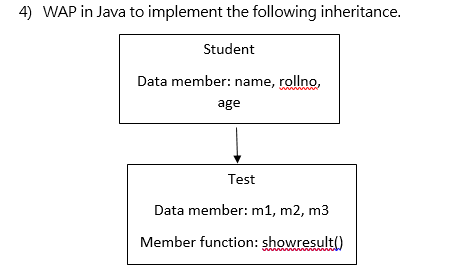 4) WAP in Java to implement the following inheritance.
Student
Data member: name, rollno,
age
Test
Data member: m1, m2, m3
Member function: showresult()